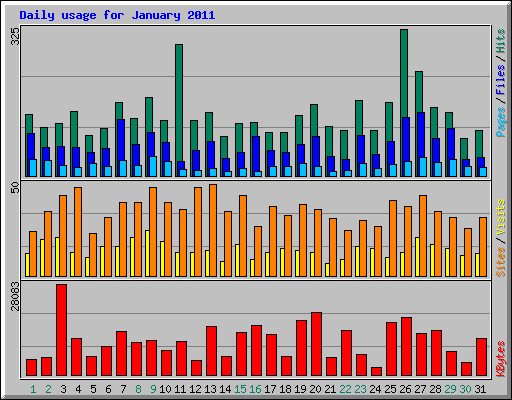 Daily usage for January 2011
325
Pages / Files / Hits
50
Sites / Visits
28083
KBytes
1 2 3 4 5 6 7 8 9 10 11 12 13 14 15 16 17 18 19 20 21 22 23 24 25 26 27 28 29 30 31